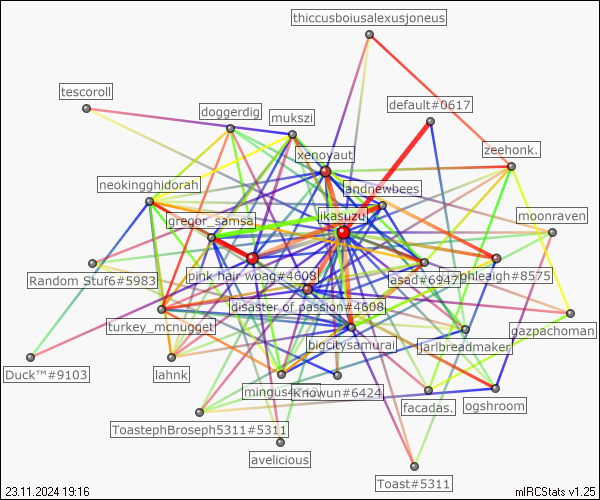 thiccusboiusalexusjoneus
tescoroll
default#0617
doggerdig
mukszi
zeehonk.
xenovaut
neokingghidorah
andnewbees
gregor_samsa
ikasuzu
moonraven
Random Stuf6#5983
pink hair woag#4608
asad#6947
ighleigh#8575
disaster of passion#4608
gazpachoman
turkey_mcnugget
bigcitysamurai
jarlbreadmaker
Duck™#9103
lahnk
mingus4
Knowun#6424
facadas.
ogshroom
ToastephBroseph5311#5311
avelicious
Toast#5311
23.11.2024 19:16
mIRCStats v1.25